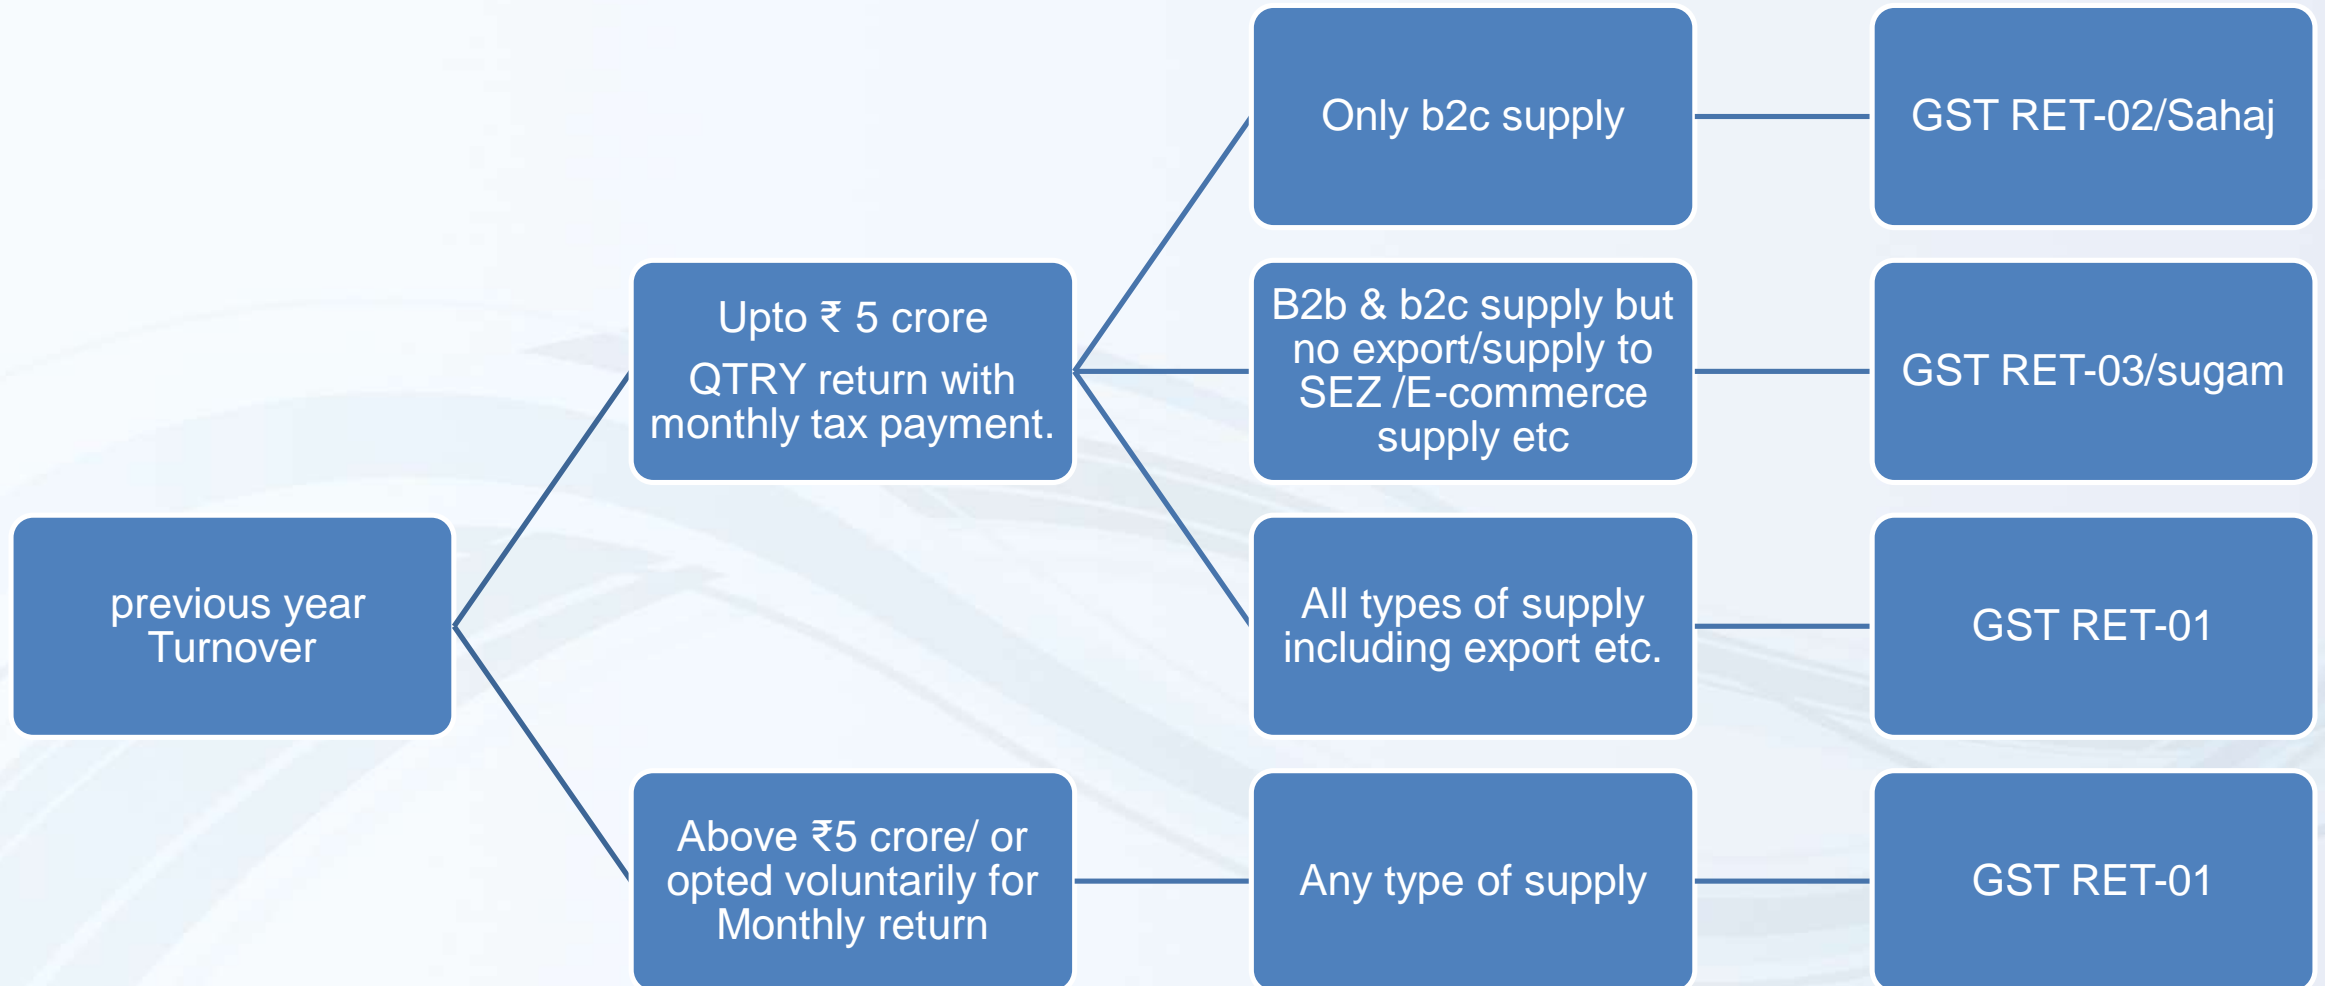 previous year
Turnover
Upto ₹ 5 crore
QTRY return with
monthly tax payment.
Only b2c supply
GST RET-02/Sahaj
B2b & b2c supply but
no export/supply to
SEZ /E-commerce
supply etc
GST RET-03/sugam
All types of supply
including export etc.
GST RET-01
Above ₹5 crore/ or
opted voluntarily for
Monthly return
Any type of supply
GST RET-01